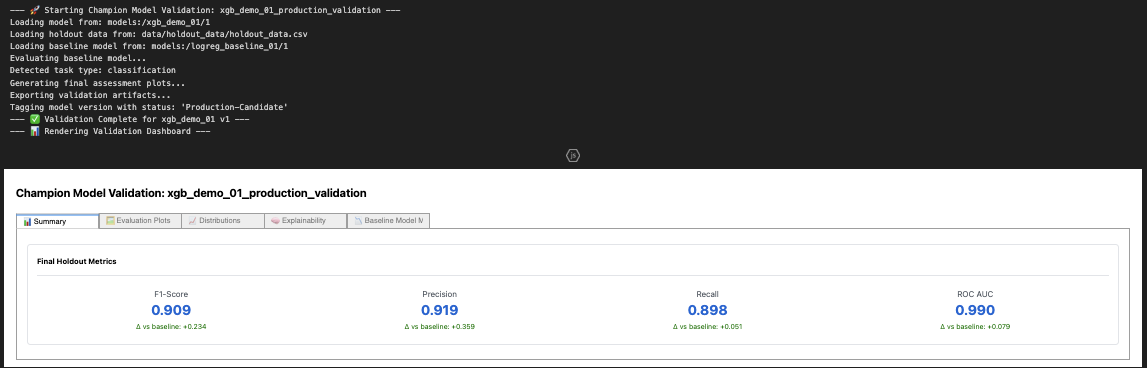 --- 🚀 Starting Champion Model Validation: xgb_demo_01_production_validation ---
Loading model from: models:/xgb_demo_01/1
Loading holdout data from: data/holdout_data/holdout_data.csv
Loading baseline model from: models:/logreg_baseline_01/1
Evaluating baseline model...
Detected task type: classification
Generating final assessment plots...
Exporting validation artifacts...
Tagging model version with status: 'Production-Candidate'
--- ✅ Validation Complete for xgb_demo_01 v1 ---
--- 📊 Rendering Validation Dashboard ---
js
Champion Model Validation: xgb_demo_01_production_validation
📊 Summary 🖼️ Evaluation Plots 📈 Distributions 🧠 Explainability 📉 Baseline Model M
Final Holdout Metrics
F1-Score Precision Recall ROC AUC
0.909 0.919 0.898 0.990
Δ vs baseline: +0.234 Δ vs baseline: +0.359 Δ vs baseline: +0.051 Δ vs baseline: +0.079